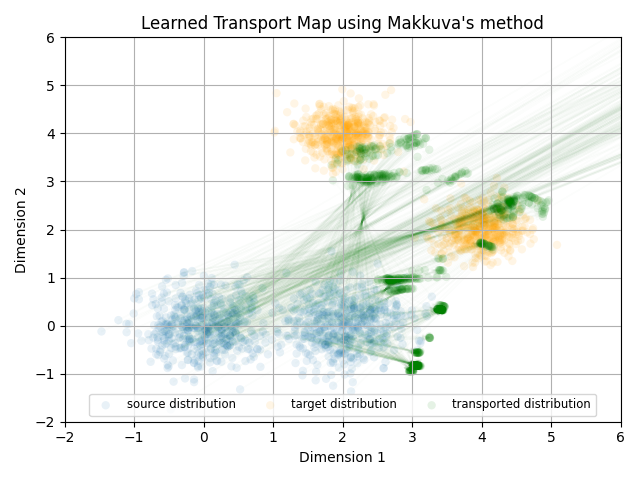 Learned Transport Map using Makkuva's method
6
5
4
3
2
1
0
−1
−2
Dimension 2
source distribution target distribution transported distribution
−2 −1 0 1 2 3 4 5 6
Dimension 1